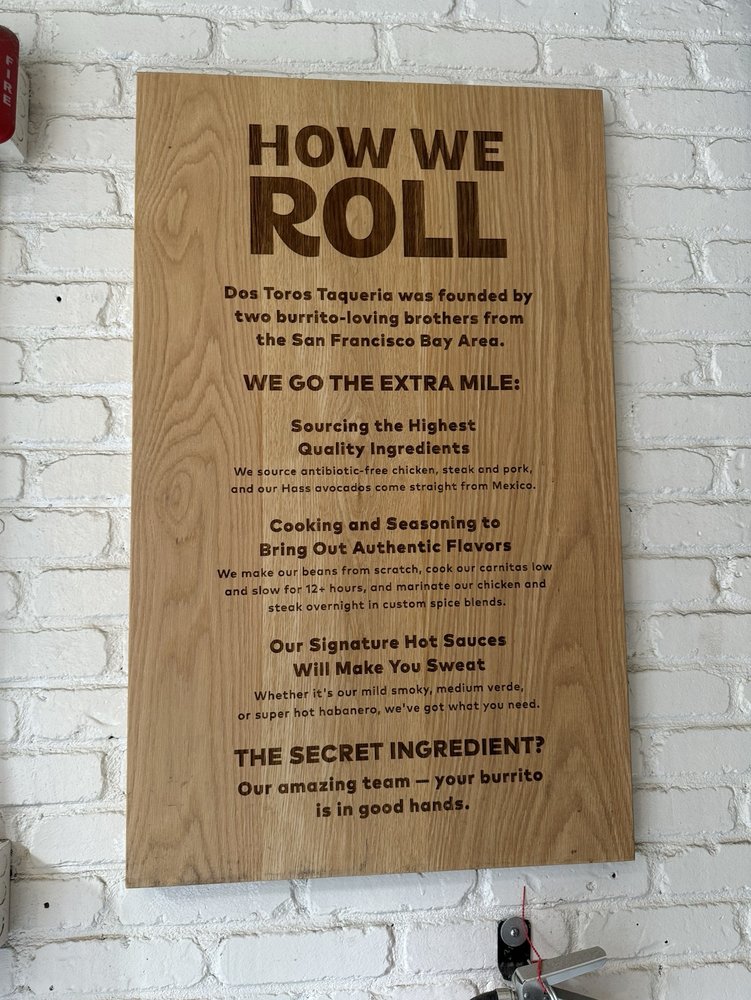 FIRE
HOW WE
ROLL
Dos Toros Taqueria was founded by
two burrito-loving brothers from
the San Francisco Bay Area.
WE GO THE EXTRA MILE:
Sourcing the Highest
Quality Ingredients
We source antibiotic-free chicken, steak and pork,
and our Hass avocados come straight from Mexico.
Cooking and Seasoning to
Bring Out Authentic Flavors
We make our beans from scratch, cook our carnitas low
and slow for 12+ hours, and marinate our chicken and
steak overnight in custom spice blends.
Our Signature Hot Sauces
Will Make You Sweat
Whether it's our mild smoky, medium verde,
or super hot habanero, we've got what you need.
THE SECRET INGREDIENT?
Our amazing team — your burrito
is in good hands.